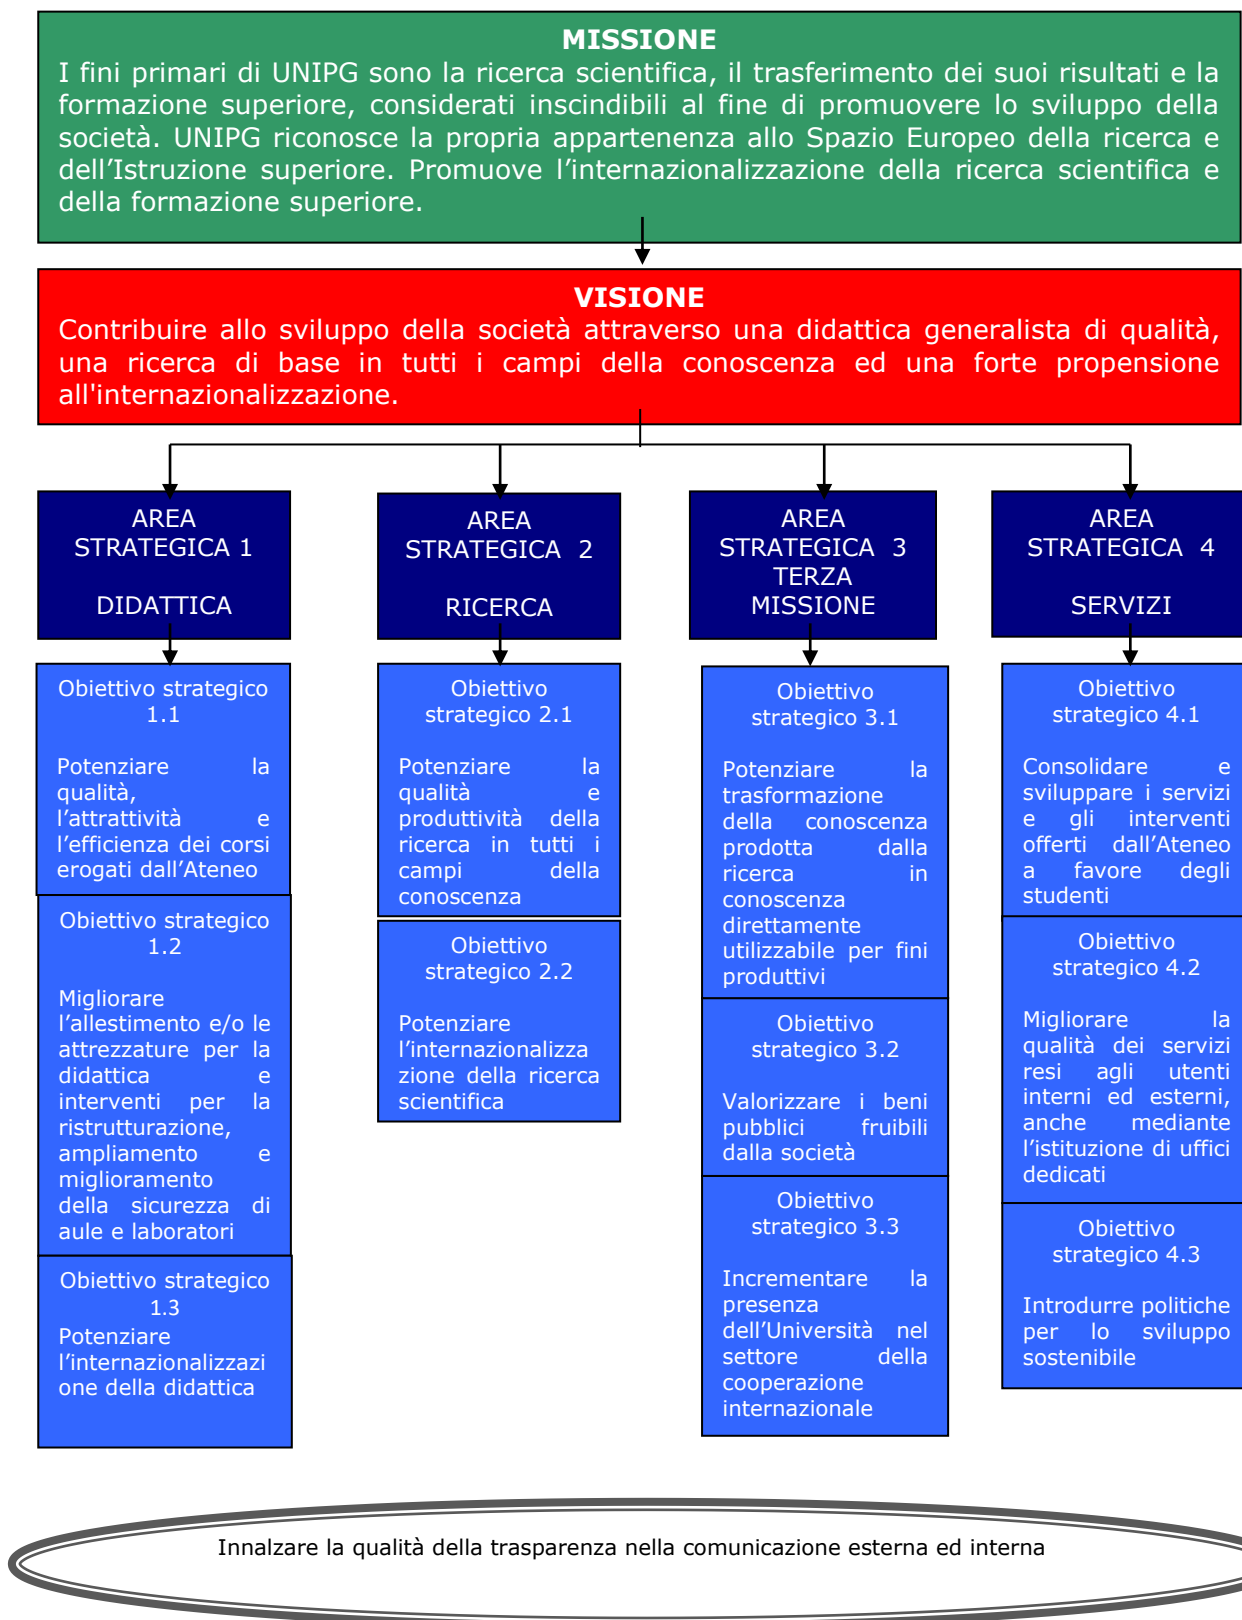 MISSIONE
I fini primari di UNIPG sono la ricerca scientifica, il trasferimento dei suoi risultati e la
formazione superiore, considerati inscindibili al fine di promuovere lo sviluppo della
società. UNIPG riconosce la propria appartenenza allo Spazio Europeo della ricerca e
dell’Istruzione superiore. Promuove l’internazionalizzazione della ricerca scientifica e
della formazione superiore.
VISIONE
Contribuire allo sviluppo della società attraverso una didattica generalista di qualità,
una ricerca di base in tutti i campi della conoscenza ed una forte propensione
all'internazionalizzazione.
AREA
STRATEGICA 1
DIDATTICA
Obiettivo strategico
1.1
Potenziare la
qualità,
l’attrattività e
l’efficienza dei corsi
erogati dall’Ateneo
Obiettivo strategico
1.2
Migliorare
l’allestimento e/o le
attrezzature per la
didattica e
interventi per la
ristrutturazione,
ampliamento e
miglioramento
della sicurezza di
aule e laboratori
Obiettivo strategico
1.3
Potenziare
l’internazionalizzazi
one della didattica
AREA
STRATEGICA 2
RICERCA
Obiettivo
strategico 2.1
Potenziare la
qualità e
produttività della
ricerca in tutti i
campi della
conoscenza
Obiettivo
strategico 2.2
Potenziare
l’internazionalizza
zione della ricerca
scientifica
AREA
STRATEGICA 3
TERZA
MISSIONE
Obiettivo
strategico 3.1
Potenziare la
trasformazione
della conoscenza
prodotta dalla
ricerca in
conoscenza
direttamente
utilizzabile per fini
produttivi
Obiettivo
strategico 3.2
Valorizzare i beni
pubblici fruibili
dalla società
Obiettivo
strategico 3.3
Incrementare la
presenza
dell’Università nel
settore della
cooperazione
internazionale
AREA
STRATEGICA 4
SERVIZI
Obiettivo
strategico 4.1
Consolidare e
sviluppare i servizi
e gli interventi
offerti dall’Ateneo
a favore degli
studenti
Obiettivo
strategico 4.2
Migliorare la
qualità dei servizi
resi agli utenti
interni ed esterni,
anche mediante
l’istituzione di uffici
dedicati
Obiettivo
strategico 4.3
Introdurre politiche
per lo sviluppo
sostenibile
Innalzare la qualità della trasparenza nella comunicazione esterna ed interna